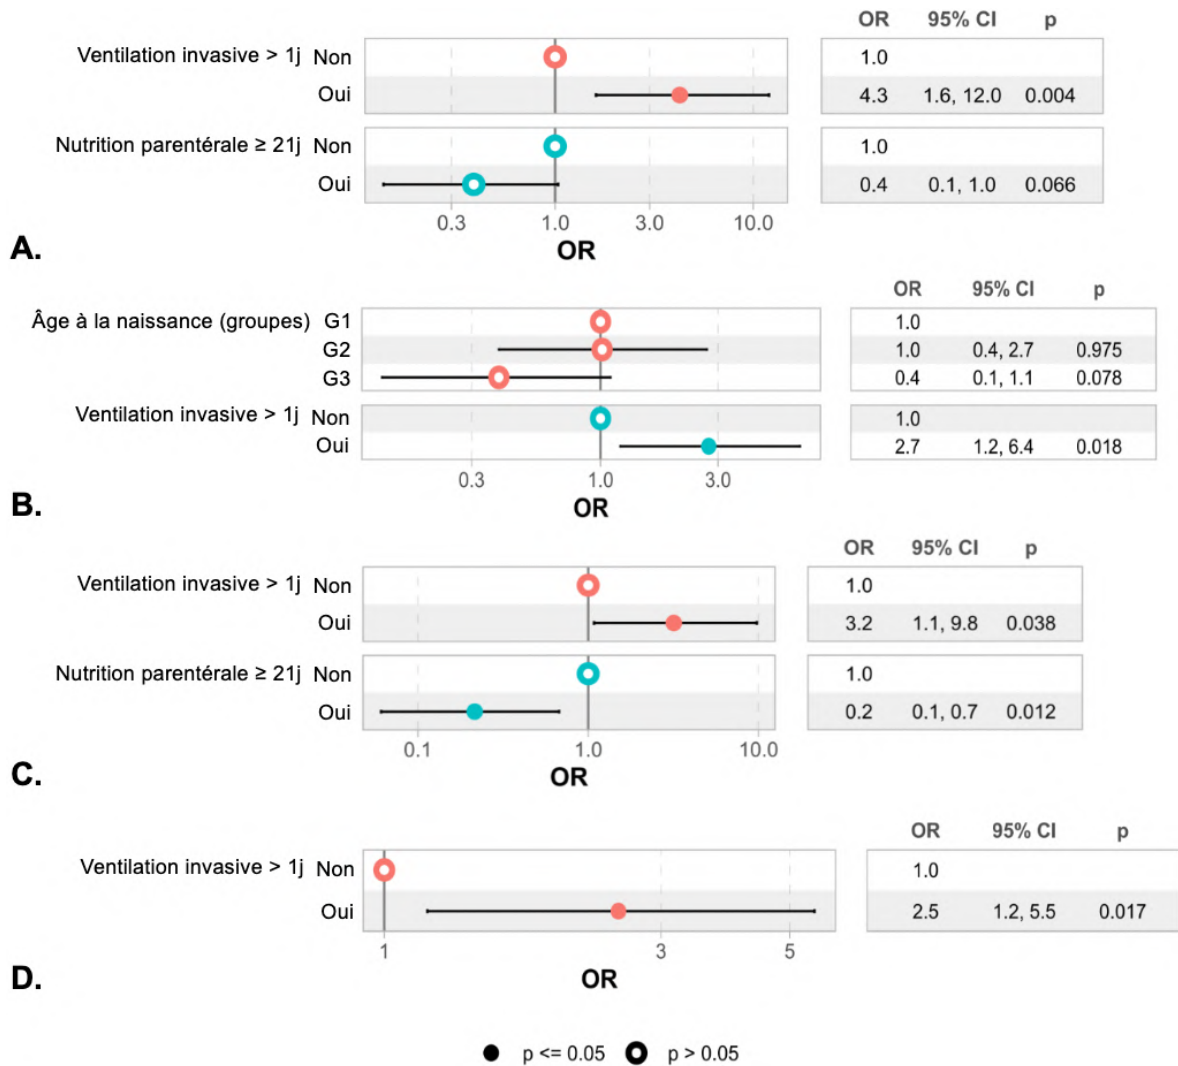 OR 95% CI p
Ventilation invasive > 1j Non 1.0
Oui 4.3 1.6, 12.0 0.004
Nutrition parentérale ≥ 21j Non 1.0
Oui 0.4 0.1, 1.0 0.066
0.3 1.0 3.0 10.0
OR
A.
OR 95% CI p
Âge à la naissance (groupes) G1 1.0
G2 1.0 0.4, 2.7 0.975
G3 0.4 0.1, 1.1 0.078
Ventilation invasive > 1j Non 1.0
Oui 2.7 1.2, 6.4 0.018
0.3 1.0 3.0
OR
B.
OR 95% CI p
Ventilation invasive > 1j Non 1.0
Oui 3.2 1.1, 9.8 0.038
Nutrition parentérale ≥ 21j Non 1.0
Oui 0.2 0.1, 0.7 0.012
0.1 1.0 10.0
OR
C.
OR 95% CI p
Ventilation invasive > 1j Non 1.0
Oui 2.5 1.2, 5.5 0.017
1 3 5
OR
D.
p <= 0.05 p > 0.05